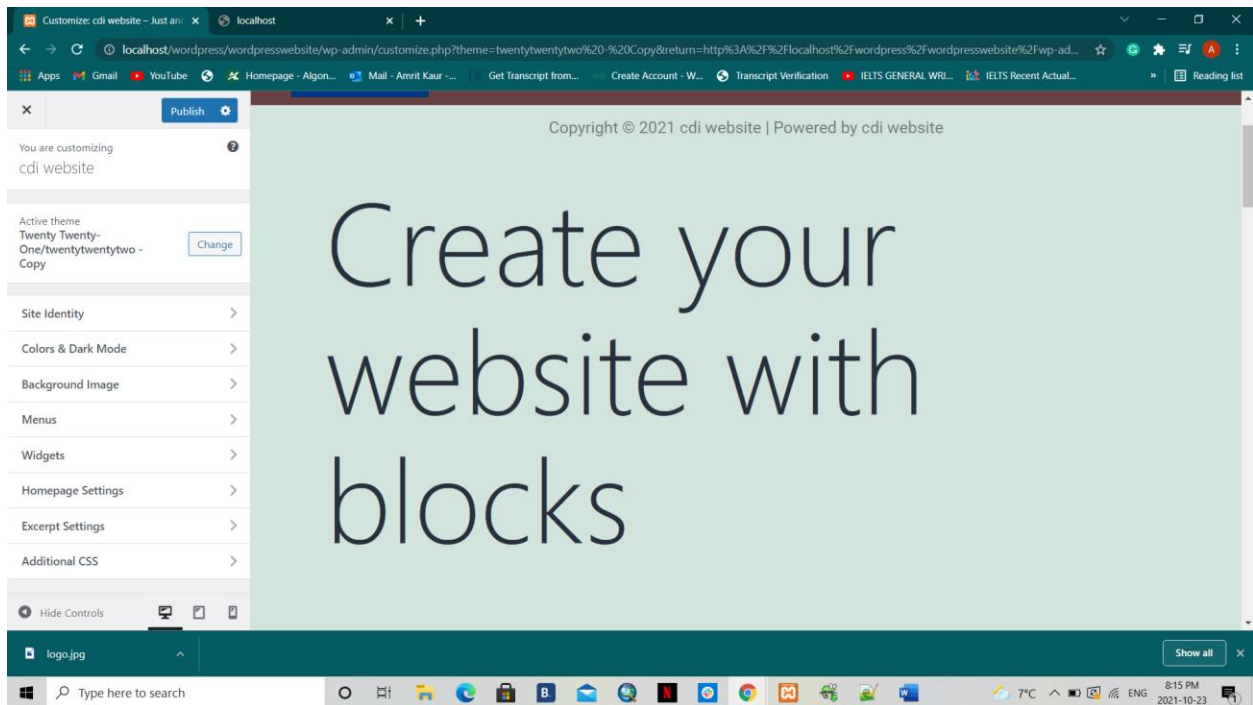 Customize: cdi website – Just an
localhost
localhost/wordpress/wordpresswebsite/wp-admin/customize.php?theme=twentytwentytwo%20-%20Copy&return=http%3A%2F%2Flocalhost%2Fwordpress%2Fwordpresswebsite%2Fwp-ad...
Apps Gmail YouTube Homepage - Algon... Mail - Amrit Kaur -... Get Transcript from... Create Account - W... Transcript Verification IELTS GENERAL WRI... IELTS Recent Actual... » Reading list
Publish
You are customizing
cdi website
Active theme
Twenty Twenty-
One/twentytwentytwo -
Copy
Change
Site Identity
Colors & Dark Mode
Background Image
Menus
Widgets
Homepage Settings
Excerpt Settings
Additional CSS
Hide Controls
Copyright © 2021 cdi website | Powered by cdi website
Create your
website with
blocks
logo.jpg
Show all
Type here to search
7°C
ENG
8:15 PM
2021-10-23